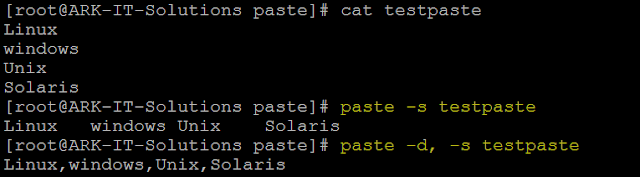 [root@ARK-IT-Solutions paste]# cat testpaste
Linux
windows
Unix
Solaris
[root@ARK-IT-Solutions paste]# paste -s testpaste
Linux   windows Unix    Solaris
[root@ARK-IT-Solutions paste]# paste -d, -s testpaste
Linux,windows,Unix,Solaris